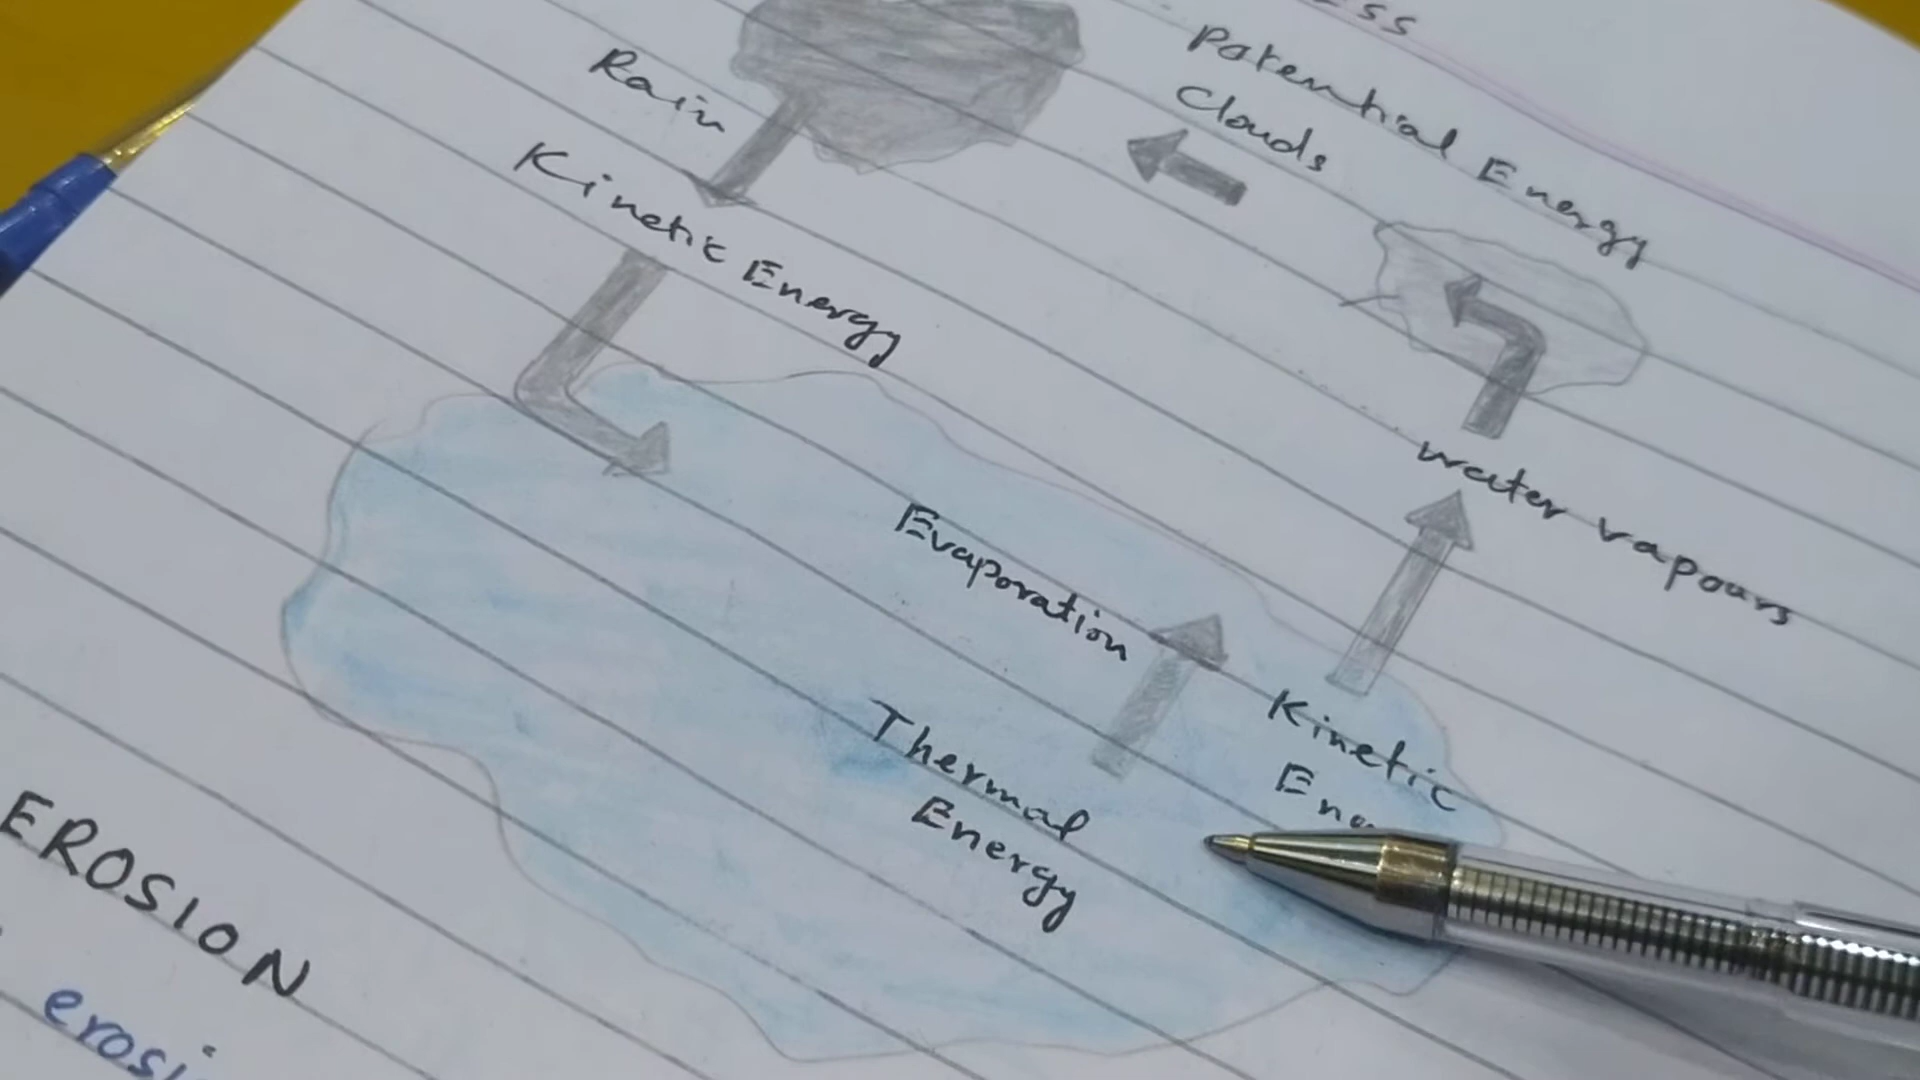 Potential Energy
Clouds
Rain
Kinetic Energy
water vapours
Evaporation
Kinetic
Thermal
Energy
EROSION